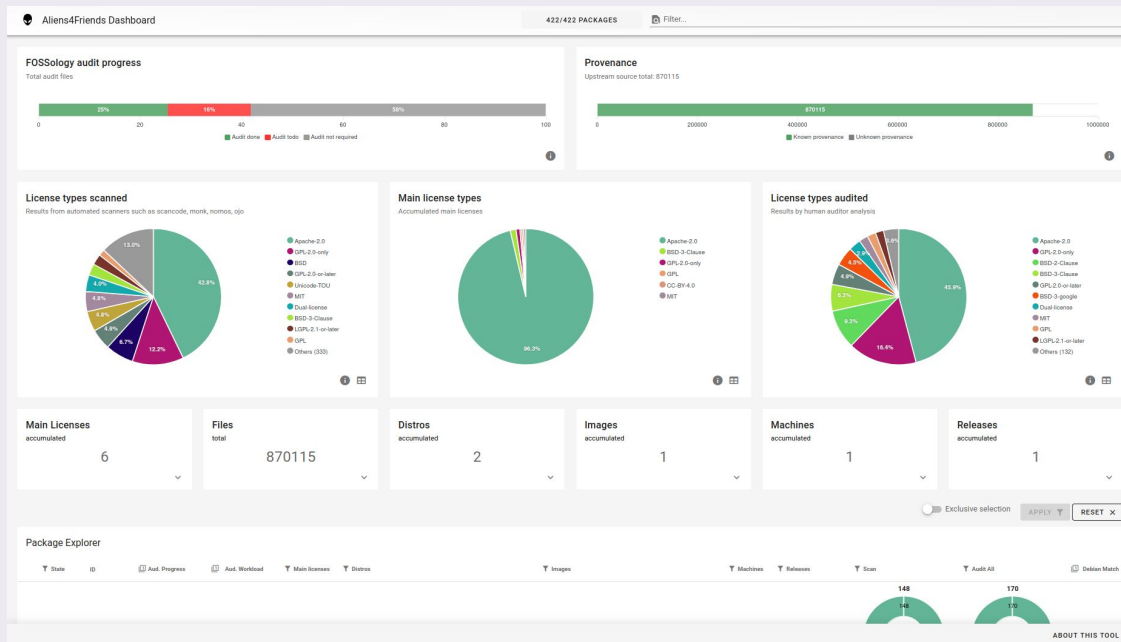 Aliens4Friends Dashboard
422/422 PACKAGES
Filter...
FOSSology audit progress
Total audit files
25% 16% 58%
0 20 40 60 80 100
Audit done Audit todo Audit not required
Provenance
Upstream source total: 870115
870115
0 200000 400000 600000 800000 1000000
Known provenance Unknown provenance
License types scanned
Results from automated scanners such as scancode, monk, nomos, ojo
13.0%
42.8%
4.0%
4.8%
4.8%
4.9%
6.7%
12.2%
Apache-2.0
GPL-2.0-only
BSD
GPL-2.0-or-later
Unicode-TOU
MIT
Dual-license
BSD-3-Clause
LGPL-2.1-or-later
GPL
Others (333)
Main license types
Accumulated main licenses
96.3%
Apache-2.0
BSD-3-Clause
GPL-2.0-only
GPL
CC-BY-4.0
MIT
License types audited
Results by human auditor analysis
45.9%
4.9%
9.2%
16.4%
Apache-2.0
GPL-2.0-only
BSD-2-Clause
BSD-3-Clause
GPL-2.0-or-later
BSD-3-google
Dual-license
MIT
GPL
LGPL-2.1-or-later
Others (132)
Main Licenses
accumulated
6
Files
total
870115
Distros
accumulated
2
Images
accumulated
1
Machines
accumulated
1
Releases
accumulated
1
Exclusive selection
APPLY
RESET
Package Explorer
State ID Aud. Progress Aud. Workload Main licenses Distros Images Machines Releases Scan Audit All Debian Match
148 170
148 170
ABOUT THIS TOOL